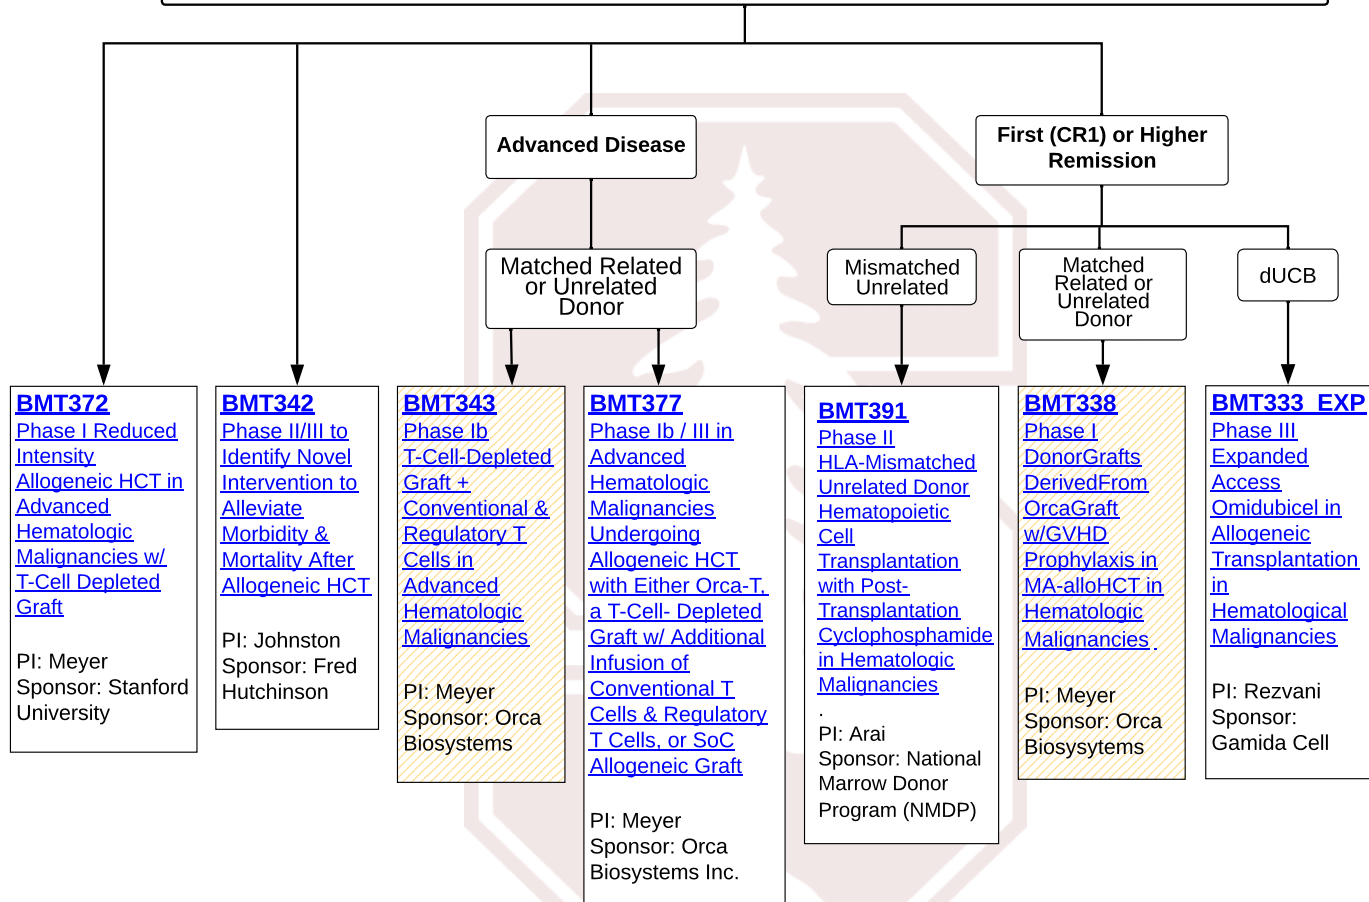 Advanced Disease
First (CR1) or Higher
Remission
Matched Related
or Unrelated
Donor
Mismatched
Unrelated
Matched
Related or
Unrelated
Donor
dUCB
BMT372
Phase I Reduced
Intensity
Allogeneic HCT in
Advanced
Hematologic
Malignancies w/
T-Cell Depleted
Graft
PI: Meyer
Sponsor: Stanford
University
BMT342
Phase II/III to
Identify Novel
Intervention to
Alleviate
Morbidity &
Mortality After
Allogeneic HCT
PI: Johnston
Sponsor: Fred
Hutchinson
BMT343
Phase Ib
T-Cell-Depleted
Graft +
Conventional &
Regulatory T
Cells in
Advanced
Hematologic
Malignancies
PI: Meyer
Sponsor: Orca
Biosystems
BMT377
Phase Ib / III in
Advanced
Hematologic
Malignancies
Undergoing
Allogeneic HCT
with Either Orca-T,
a T-Cell- Depleted
Graft w/ Additional
Infusion of
Conventional T
Cells & Regulatory
T Cells, or SoC
Allogeneic Graft
PI: Meyer
Sponsor: Orca
Biosystems Inc.
BMT391
Phase II
HLA-Mismatched
Unrelated Donor
Hematopoietic
Cell
Transplantation
with Post-
Transplantation
Cyclophosphamide
in Hematologic
Malignancies
.
PI: Arai
Sponsor: National
Marrow Donor
Program (NMDP)
BMT338
Phase I
DonorGrafts
DerivedFrom
OrcaGraft
w/GVHD
Prophylaxis in
MA-alloHCT in
Hematologic
Malignancies .
PI: Meyer
Sponsor: Orca
Biosysytems
BMT333_EXP
Phase III
Expanded
Access
Omidubicel in
Allogeneic
Transplantation
in
Hematological
Malignancies
PI: Rezvani
Sponsor:
Gamida Cell